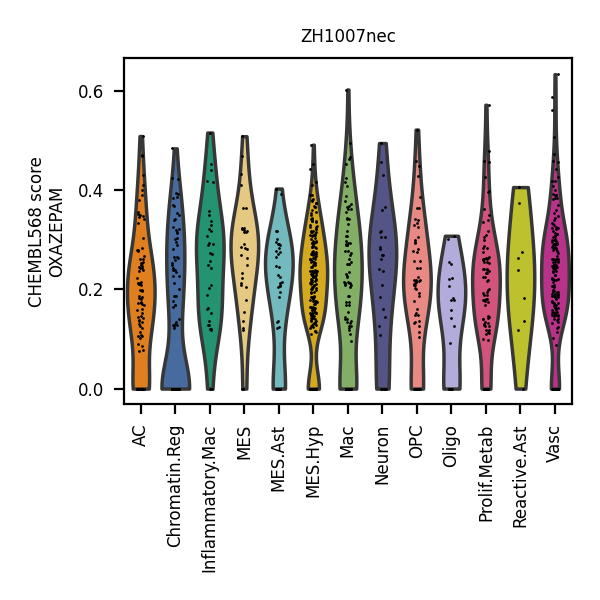 ZH1007nec
CHEMBL568 score
OXAZEPAM
0.6
0.4
0.2
0.0
AC
Chromatin.Reg
Inflammatory.Mac
MES
MES.Ast
MES.Hyp
Mac
Neuron
OPC
Oligo
Prolif.Metab
Reactive.Ast
Vasc